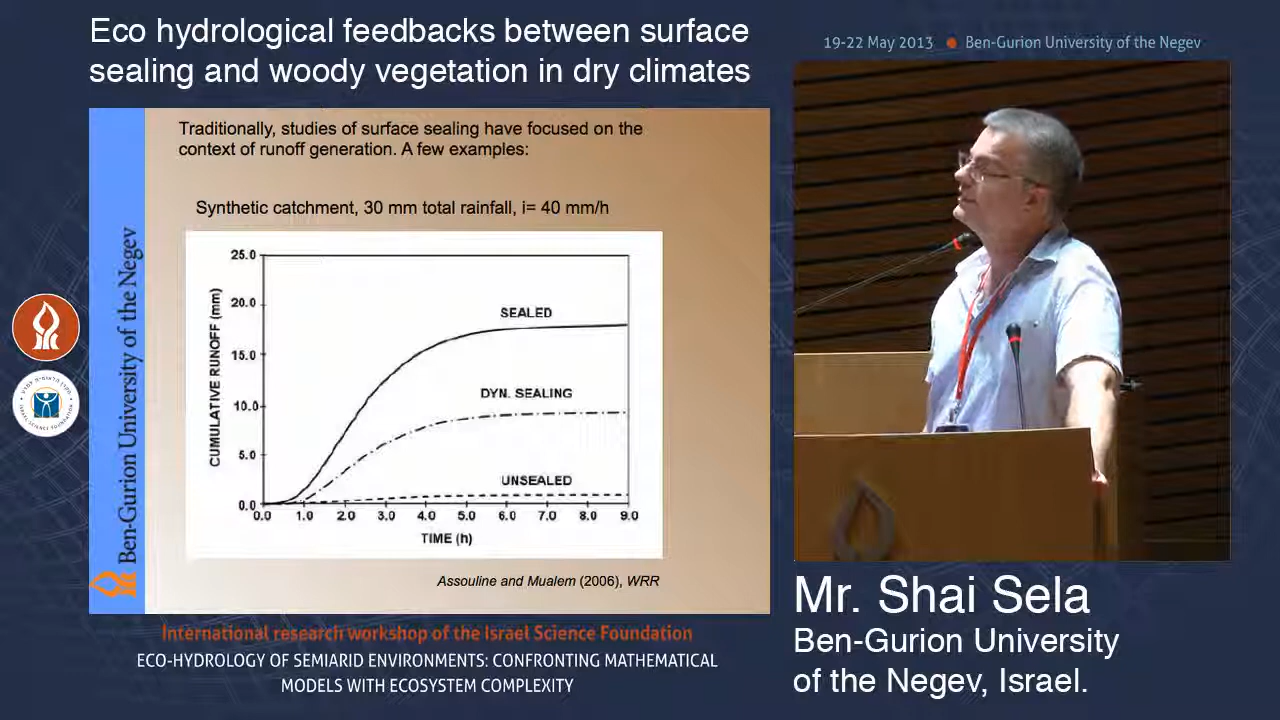 Eco hydrological feedbacks between surface
sealing and woody vegetation in dry climates
19-22 May 2013 ● Ben-Gurion University of the Negev
Traditionally, studies of surface sealing have focused on the
context of runoff generation. A few examples:
Synthetic catchment, 30 mm total rainfall, i= 40 mm/h
25.0
20.0
15.0
10.0
5.0
0.0
CUMULATIVE RUNOFF (mm)
SEALED
DYN. SEALING
UNSEALED
0.0 1.0 2.0 3.0 4.0 5.0 6.0 7.0 8.0 9.0
TIME (h)
Assouline and Mualem (2006), WRR
Ben-Gurion University of the Negev
International research workshop of the Israel Science Foundation
ECO-HYDROLOGY OF SEMIARID ENVIRONMENTS: CONFRONTING MATHEMATICAL
MODELS WITH ECOSYSTEM COMPLEXITY
Mr. Shai Sela
Ben-Gurion University
of the Negev, Israel.